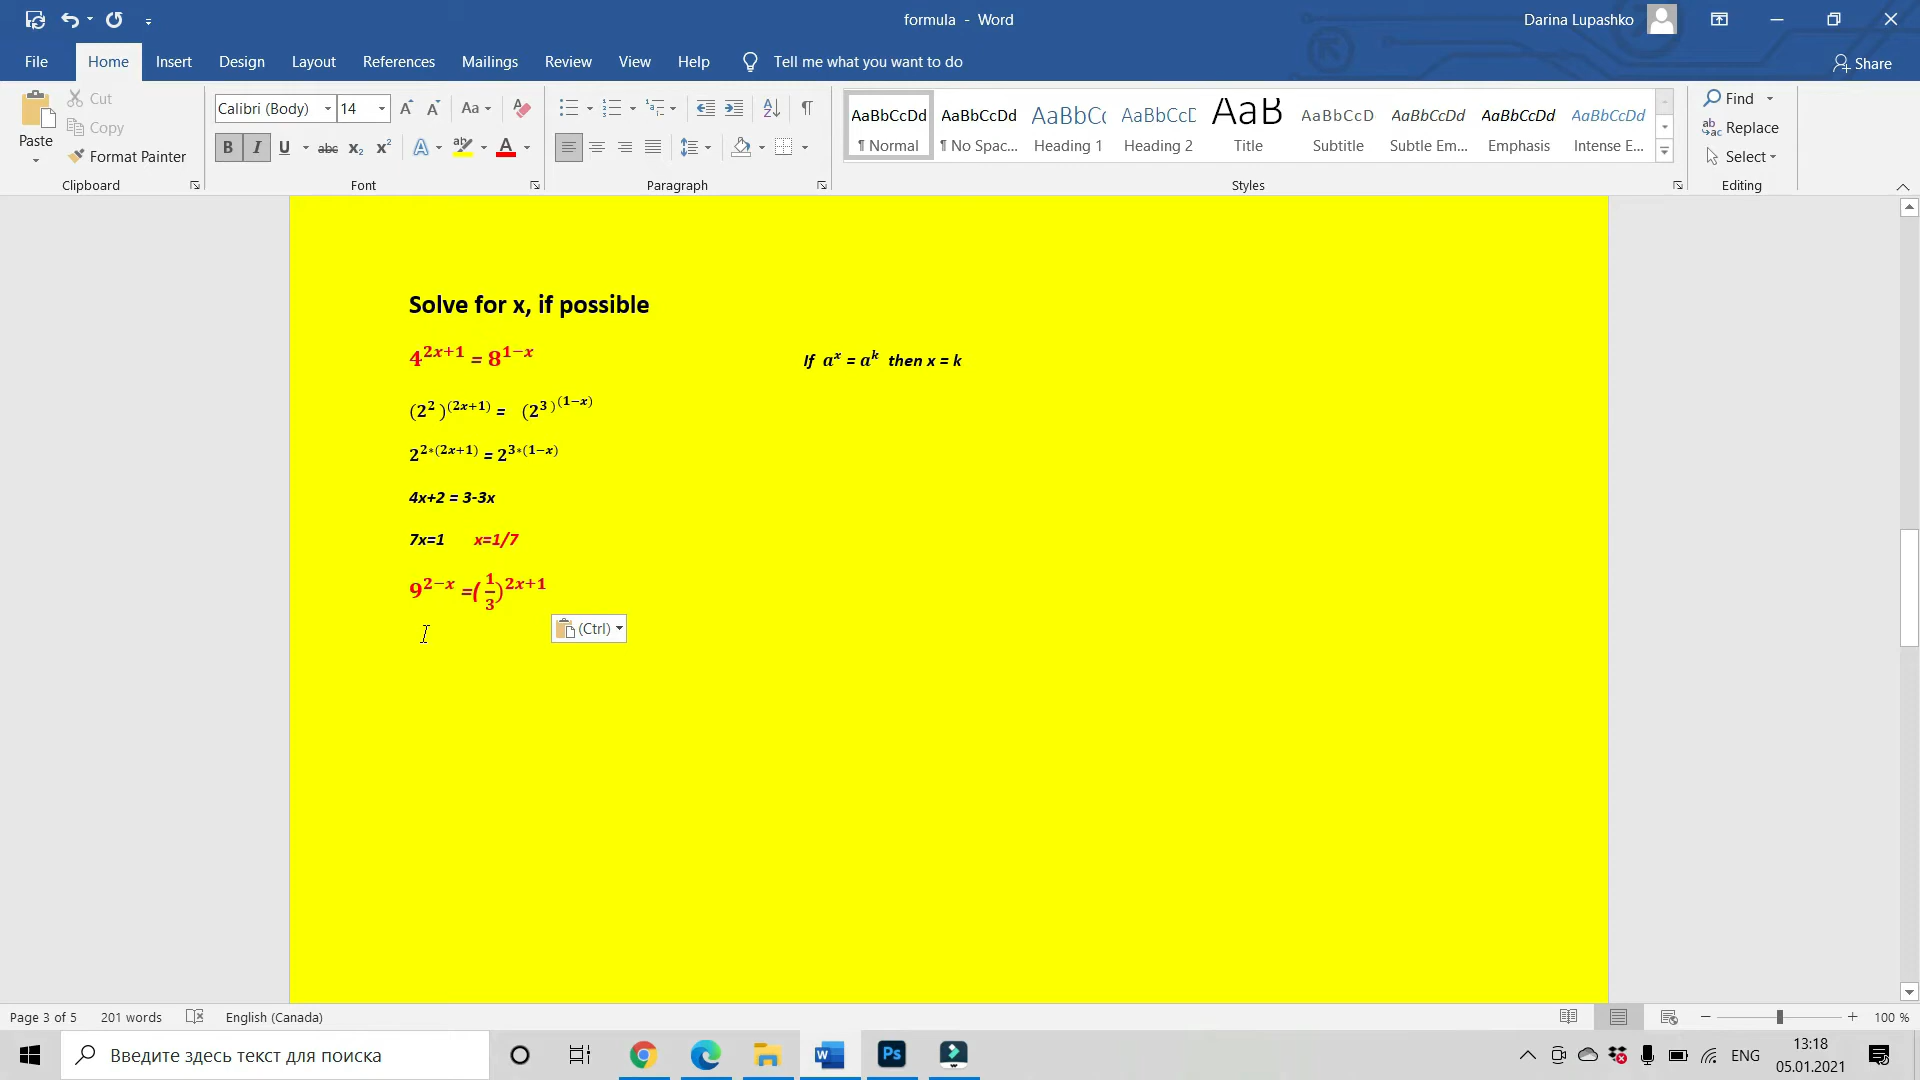 formula - Word
Darina Lupashko
File Home Insert Design Layout References Mailings Review View Help Tell me what you want to do Share
Paste
Cut
Copy
Format Painter
Clipboard
Calibri (Body) 14
Font
Paragraph
AaBbCcDd AaBbCcDd AaBbCc AaBbCcD AaB AaBbCcD AaBbCcDd AaBbCcDd AaBbCcDd
¶ Normal ¶ No Spac... Heading 1 Heading 2 Title Subtitle Subtle Em... Emphasis Intense E...
Styles
Find
Replace
Select
Editing
Solve for x, if possible
4^{2x+1} = 8^{1−x} If a^x = a^k then x = k
(2^2)^{(2x+1)} = (2^3)^{(1−x)}
2^{2*(2x+1)} = 2^{3*(1−x)}
4x+2 = 3-3x
7x=1 x=1/7
9^{2−x} =(1/3)^{2x+1}
(Ctrl)
Page 3 of 5 201 words English (Canada) 100 %
Введите здесь текст для поиска
Ps
ENG
13:18
05.01.2021